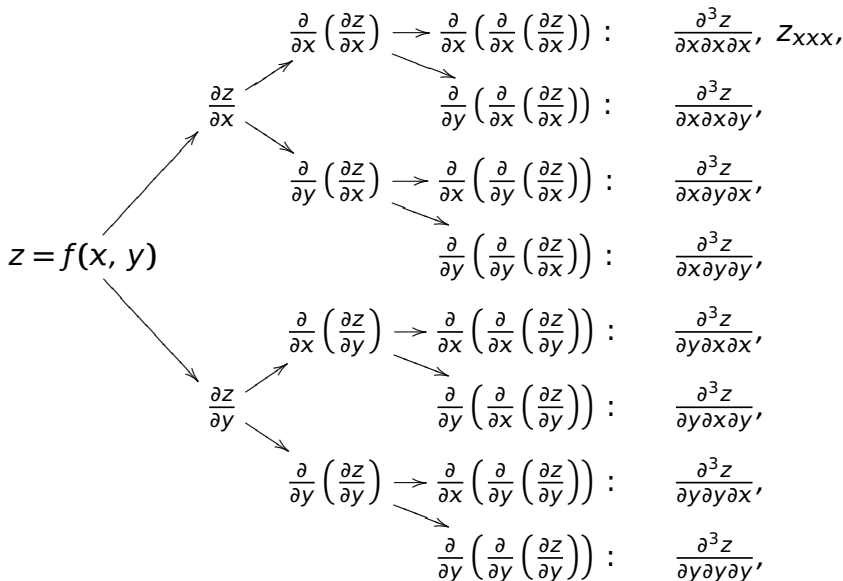 ∂/∂x (∂z/∂x) → ∂/∂x (∂/∂x (∂z/∂x)) : ∂³z/∂x∂x∂x, z_xxx,
∂z/∂x
∂/∂y (∂/∂x (∂z/∂x)) : ∂³z/∂x∂x∂y,
∂/∂y (∂z/∂x) → ∂/∂x (∂/∂y (∂z/∂x)) : ∂³z/∂x∂y∂x,
z = f(x, y)
∂/∂y (∂/∂y (∂z/∂x)) : ∂³z/∂x∂y∂y,
∂/∂x (∂z/∂y) → ∂/∂x (∂/∂x (∂z/∂y)) : ∂³z/∂y∂x∂x,
∂z/∂y
∂/∂y (∂/∂x (∂z/∂y)) : ∂³z/∂y∂x∂y,
∂/∂y (∂z/∂y) → ∂/∂x (∂/∂y (∂z/∂y)) : ∂³z/∂y∂y∂x,
∂/∂y (∂/∂y (∂z/∂y)) : ∂³z/∂y∂y∂y,